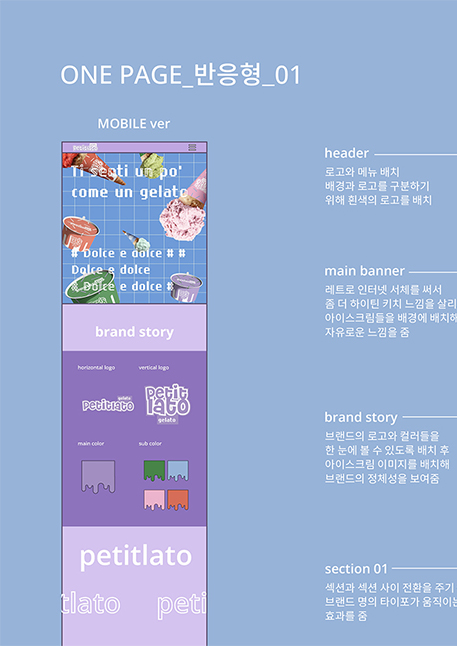 ONE PAGE_반응형_01
MOBILE ver
petitlato
Ti senti un po'
come un gelato
# Dolce e dolce # #
Dolce e dolce
# Dolce e dolce #
brand story
horizontal logo
vertical logo
gelato
petitlato
petit
lato
gelato
main color
sub color
petitlato
tlato
peti
header
로고와 메뉴 배치
배경과 로고를 구분하기
위해 흰색의 로고를 배치
main banner
레트로 인터넷 서체를 써서
좀 더 하이틴 키치 느낌을 살리
아이스크림들을 배경에 배치해
자유로운 느낌을 줌
brand story
브랜드의 로고와 컬러들을
한 눈에 볼 수 있도록 배치 후
아이스크림 이미지를 배치해
브랜드의 정체성을 보여줌
section 01
섹션과 섹션 사이 전환을 주기
브랜드 명의 타이포가 움직이는
효과를 줌